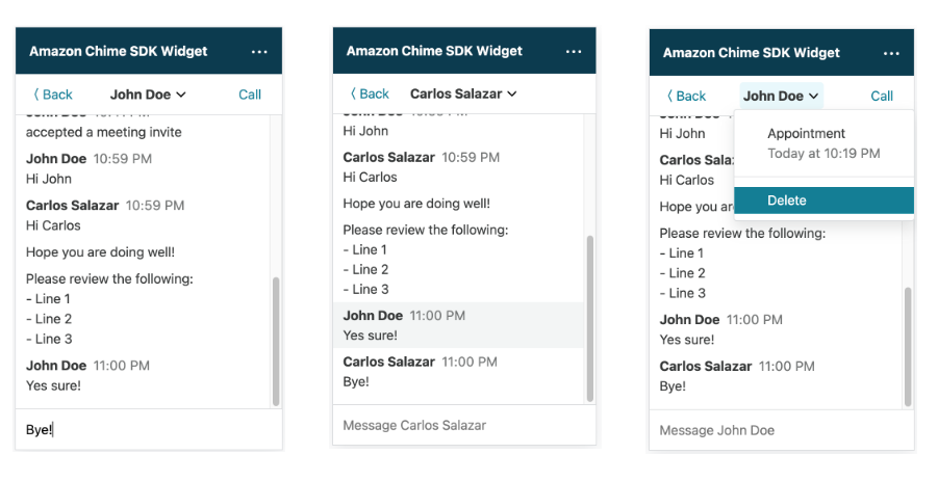 Amazon Chime SDK Widget ...
Back John Doe Call
accepted a meeting invite
John Doe 10:59 PM
Hi John
Carlos Salazar 10:59 PM
Hi Carlos
Hope you are doing well!
Please review the following:
- Line 1
- Line 2
- Line 3
John Doe 11:00 PM
Yes sure!
Bye!
Amazon Chime SDK Widget ...
Back Carlos Salazar
Hi John
Carlos Salazar 10:59 PM
Hi Carlos
Hope you are doing well!
Please review the following:
- Line 1
- Line 2
- Line 3
John Doe 11:00 PM
Yes sure!
Carlos Salazar 11:00 PM
Bye!
Message Carlos Salazar
Amazon Chime SDK Widget ...
Back John Doe Call
Appointment
Today at 10:19 PM
Delete
Hi John
Carlos
Hi Carlos
Hope you
Please review the following:
- Line 1
- Line 2
- Line 3
John Doe 11:00 PM
Yes sure!
Carlos Salazar 11:00 PM
Bye!
Message John Doe